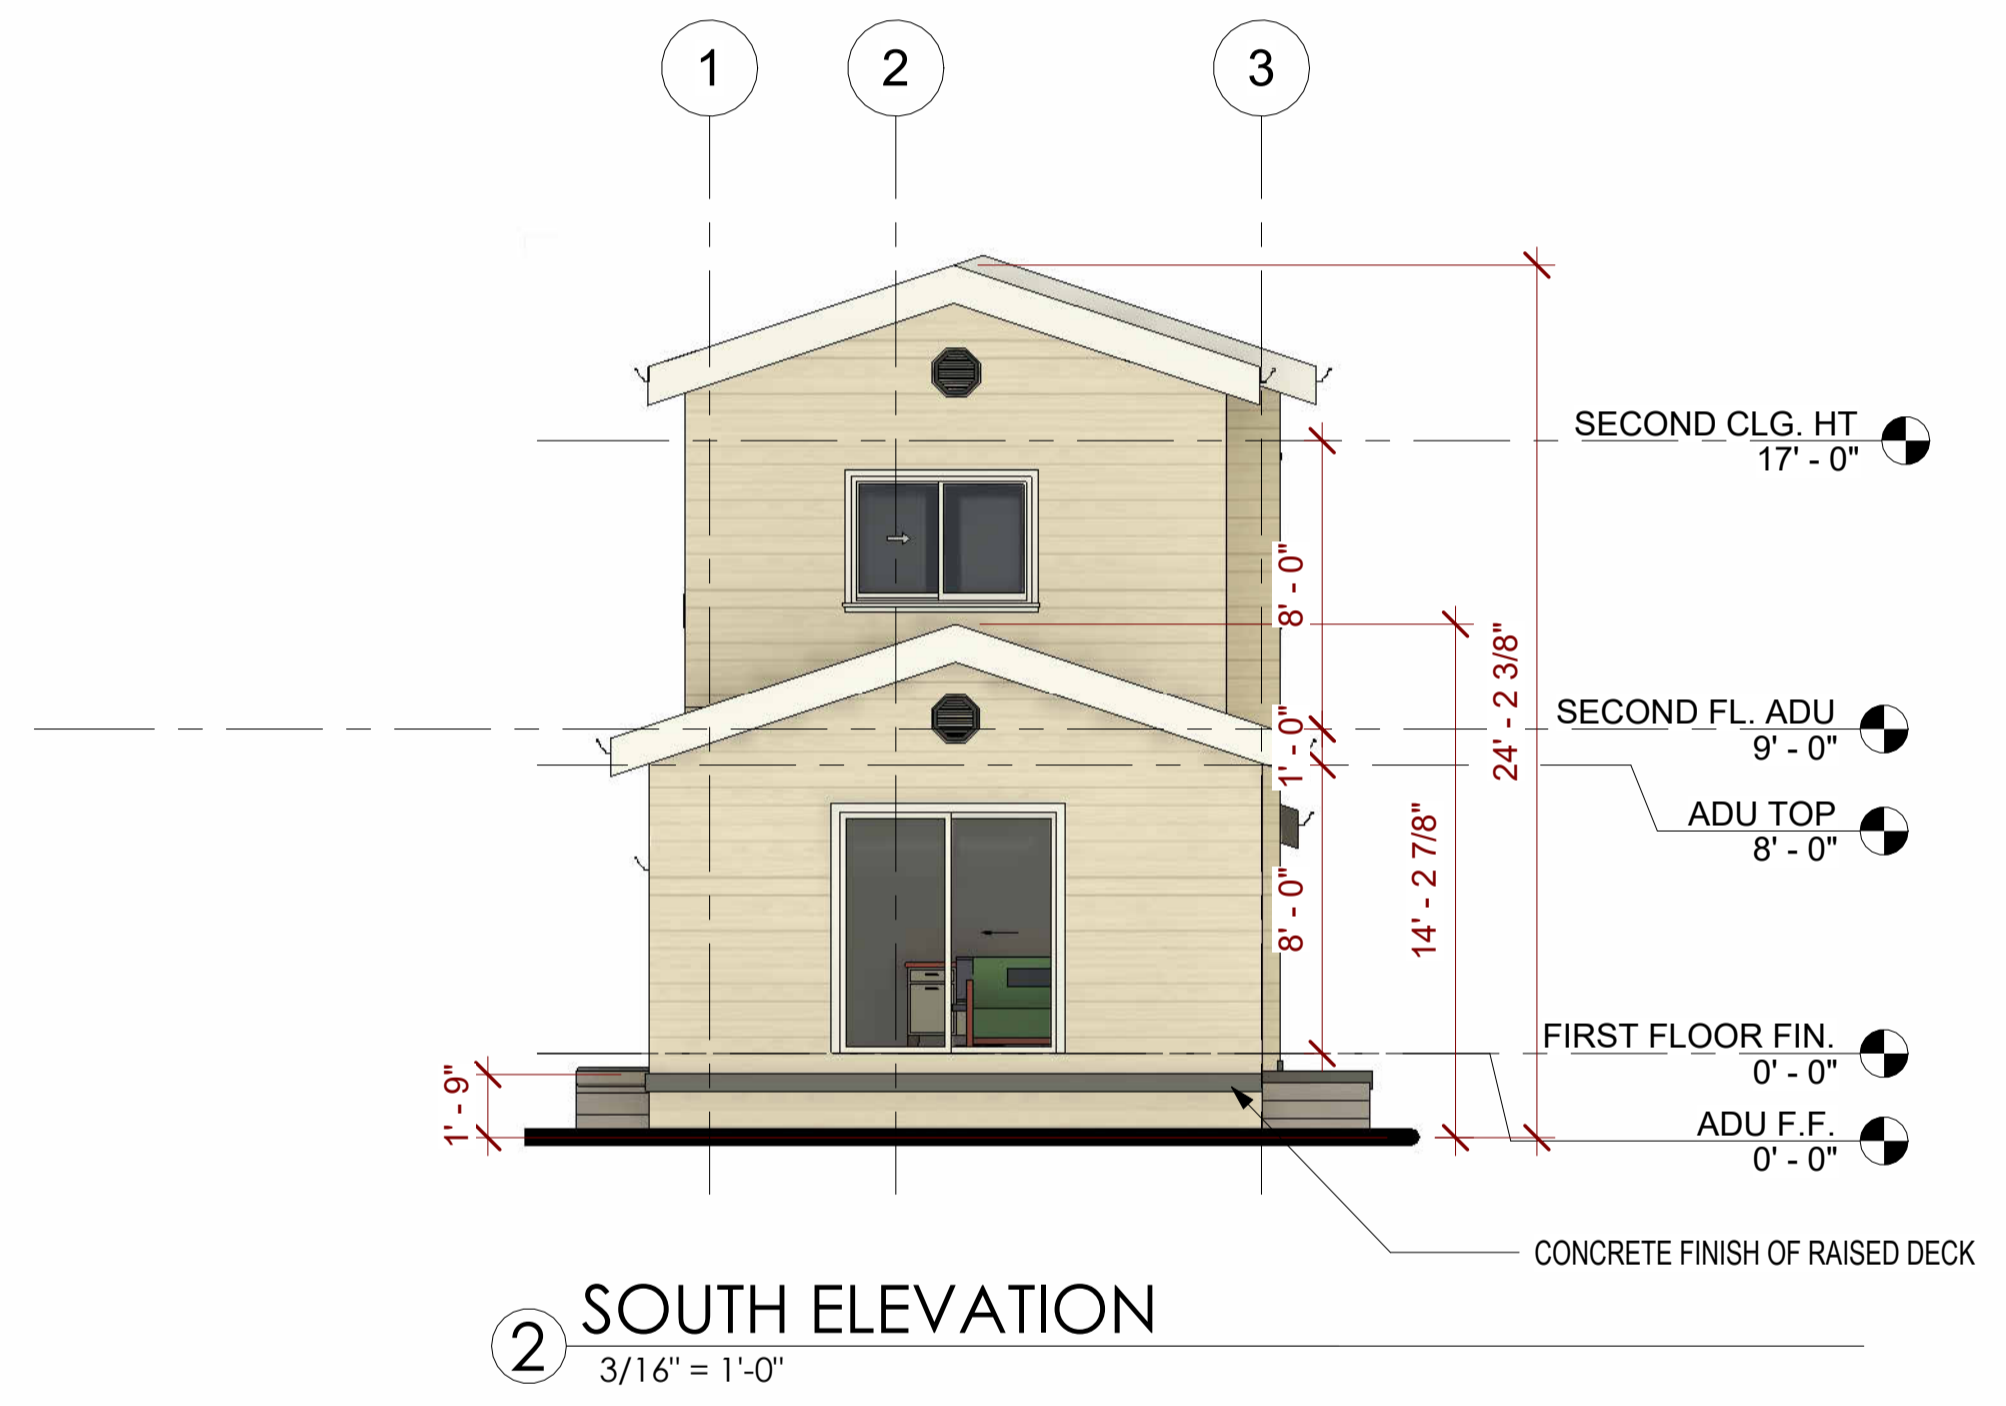 1
2
3
SECOND CLG. HT
17' - 0"
8' - 0"
24' - 2 3/8"
SECOND FL. ADU
9' - 0"
1' - 0"
ADU TOP
8' - 0"
14' - 2 7/8"
8' - 0"
FIRST FLOOR FIN.
0' - 0"
1' - 9"
ADU F.F.
0' - 0"
CONCRETE FINISH OF RAISED DECK
2
SOUTH ELEVATION
3/16" = 1'-0"